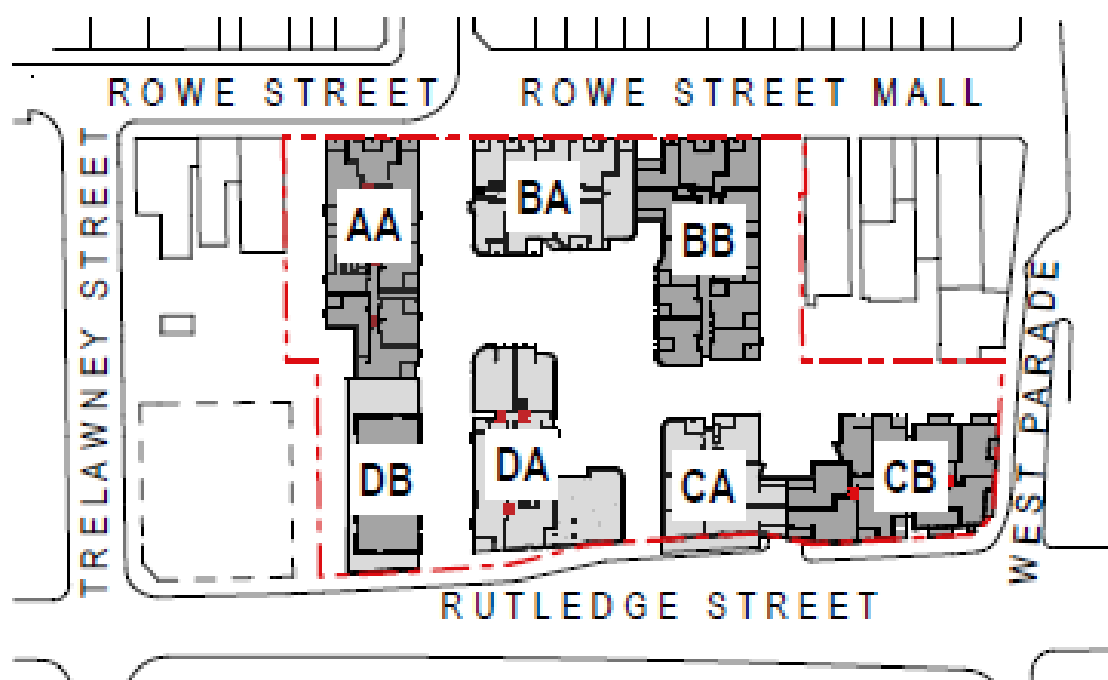 ROWE STREET
ROWE STREET MALL
TRELAWNEY STREET
AA
BA
BB
WEST PARADE
DB
DA
CA
CB
RUTLEDGE STREET